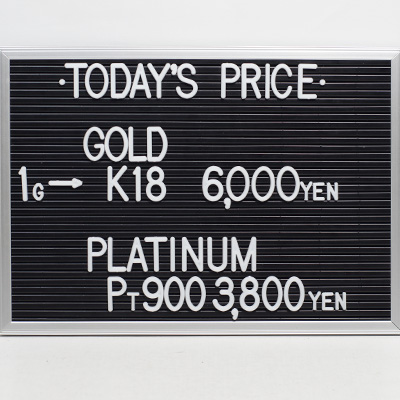 ·TODAY'S PRICE·
GOLD
1G→ K18 6,000YEN
PLATINUM
PT900 3,800YEN